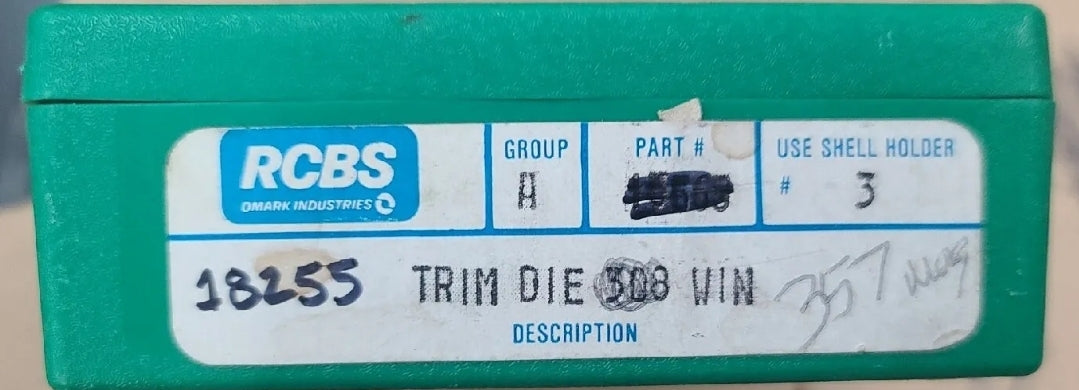 RCBS
OMARK INDUSTRIES
GROUP
A
PART #
USE SHELL HOLDER
# 3
18255 TRIM DIE 308 WIN 357 Mag
DESCRIPTION